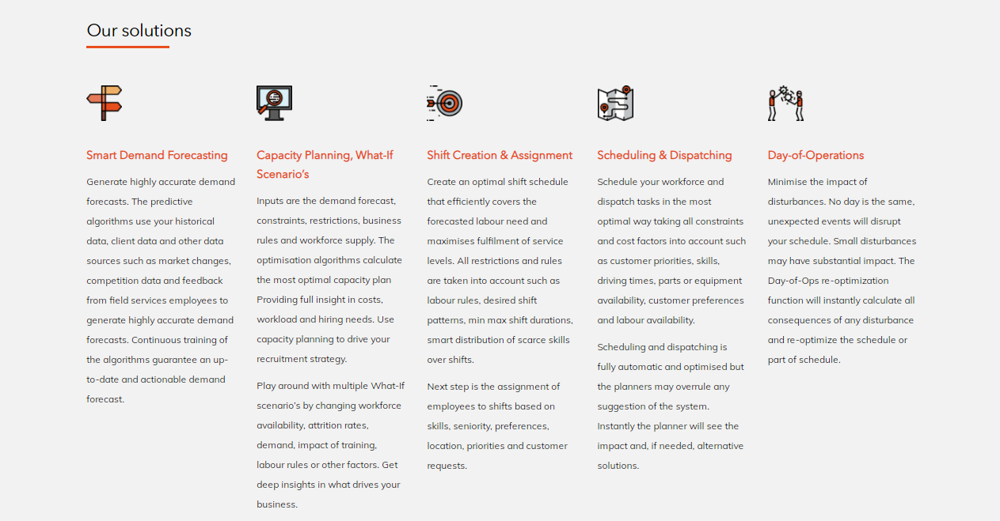 Our solutions
Smart Demand Forecasting
Generate highly accurate demand
forecasts. The predictive
algorithms use your historical
data, client data and other data
sources such as market changes,
competition data and feedback
from field services employees to
generate highly accurate demand
forecasts. Continuous training of
the algorithms guarantee an up-
to-date and actionable demand
forecast.
Capacity Planning, What-If
Scenario's
Inputs are the demand forecast,
constraints, restrictions, business
rules and workforce supply. The
optimisation algorithms calculate
the most optimal capacity plan
Providing full insight in costs,
workload and hiring needs. Use
capacity planning to drive your
recruitment strategy.
Play around with multiple What-If
scenario's by changing workforce
availability, attrition rates,
demand, impact of training,
labour rules or other factors. Get
deep insights in what drives your
business.
Shift Creation & Assignment
Create an optimal shift schedule
that efficiently covers the
forecasted labour need and
maximises fulfilment of service
levels. All restrictions and rules
are taken into account such as
labour rules, desired shift
patterns, min max shift durations,
smart distribution of scarce skills
over shifts.
Next step is the assignment of
employees to shifts based on
skills, seniority, preferences,
location, priorities and customer
requests.
Scheduling & Dispatching
Schedule your workforce and
dispatch tasks in the most
optimal way taking all constraints
and cost factors into account such
as customer priorities, skills,
driving times, parts or equipment
availability, customer preferences
and labour availability.
Scheduling and dispatching is
fully automatic and optimised but
the planners may overrule any
suggestion of the system.
Instantly the planner will see the
impact and, if needed, alternative
solutions.
Day-of-Operations
Minimise the impact of
disturbances. No day is the same,
unexpected events will disrupt
your schedule. Small disturbances
may have substantial impact. The
Day-of-Ops re-optimization
function will instantly calculate all
consequences of any disturbance
and re-optimize the schedule or
part of schedule.